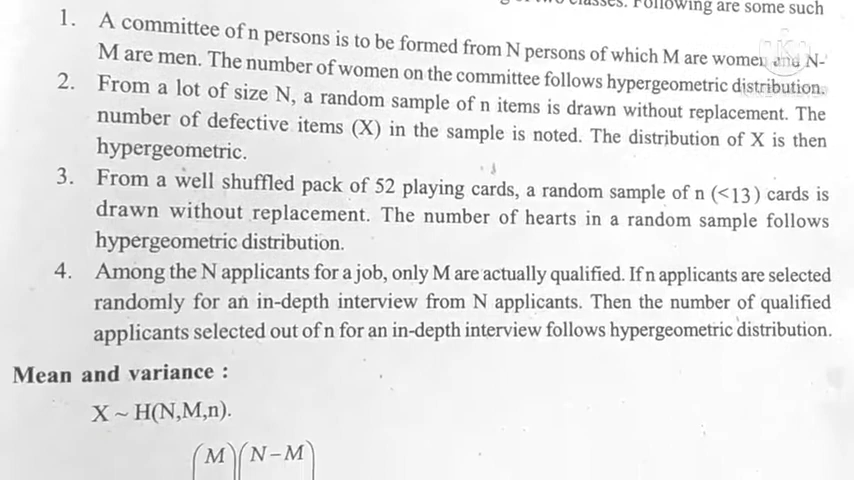 classes. Following are some such
1. A committee of n persons is to be formed from N persons of which M are women and N-
M are men. The number of women on the committee follows hypergeometric distribution.
2. From a lot of size N, a random sample of n items is drawn without replacement. The
number of defective items (X) in the sample is noted. The distribution of X is then
hypergeometric.
3. From a well shuffled pack of 52 playing cards, a random sample of n (<13) cards is
drawn without replacement. The number of hearts in a random sample follows
hypergeometric distribution.
4. Among the N applicants for a job, only M are actually qualified. If n applicants are selected
randomly for an in-depth interview from N applicants. Then the number of qualified
applicants selected out of n for an in-depth interview follows hypergeometric distribution.
Mean and variance :
X ~ H(N,M,n).
(M)(N-M)